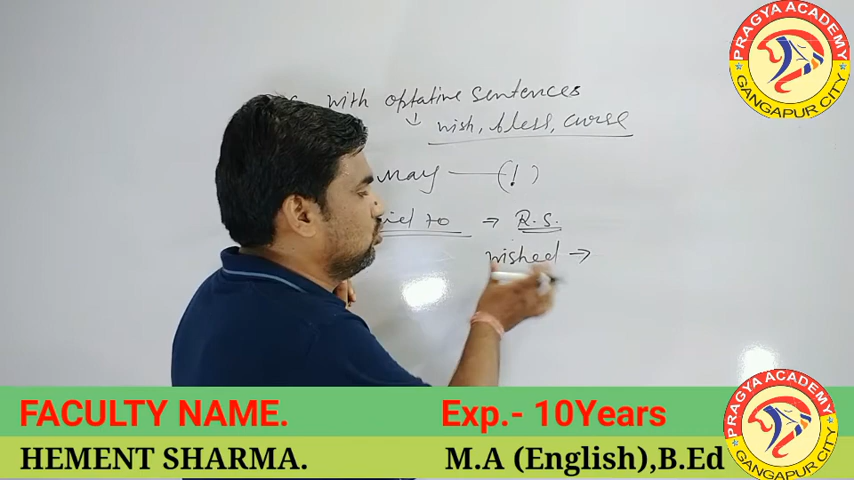 with optative sentences
wish, bless, curse
May — (!)
to → R.S.
wished →
FACULTY NAME. Exp.- 10Years
HEMENT SHARMA. M.A (English),B.Ed
PRAGYA ACADEMY
GANGAPUR CITY
PRAGYA ACADEMY
GANGAPUR CITY